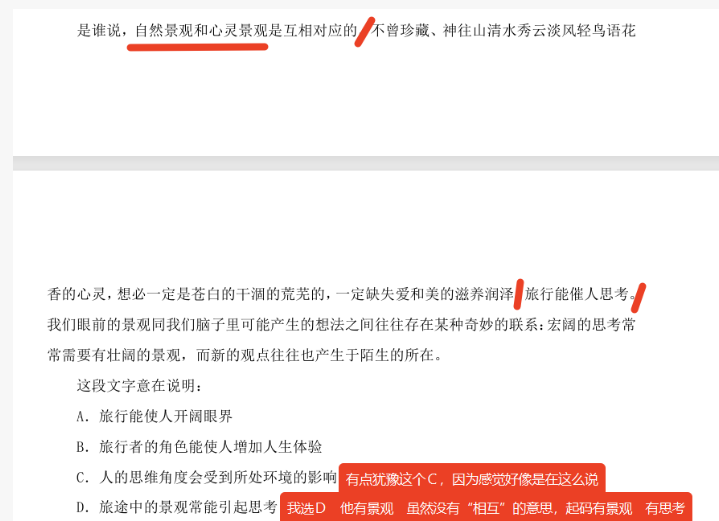 是谁说，自然景观和心灵景观是互相对应的 不曾珍藏、神往山清水秀云淡风轻鸟语花
香的心灵，想必一定是苍白的干涸的荒芜的，一定缺失爱和美的滋养润泽 旅行能催人思考。
我们眼前的景观同我们脑子里可能产生的想法之间往往存在某种奇妙的联系：宏阔的思考常
常需要有壮阔的景观，而新的观点往往也产生于陌生的所在。
这段文字意在说明：
A．旅行能使人开阔眼界
B．旅行者的角色能使人增加人生体验
C．人的思维角度会受到所处环境的影响 有点犹豫这个C，因为感觉好像是在这么说
D．旅途中的景观常能引起思考 我选D 他有景观 虽然没有“相互”的意思，起码有景观 有思考